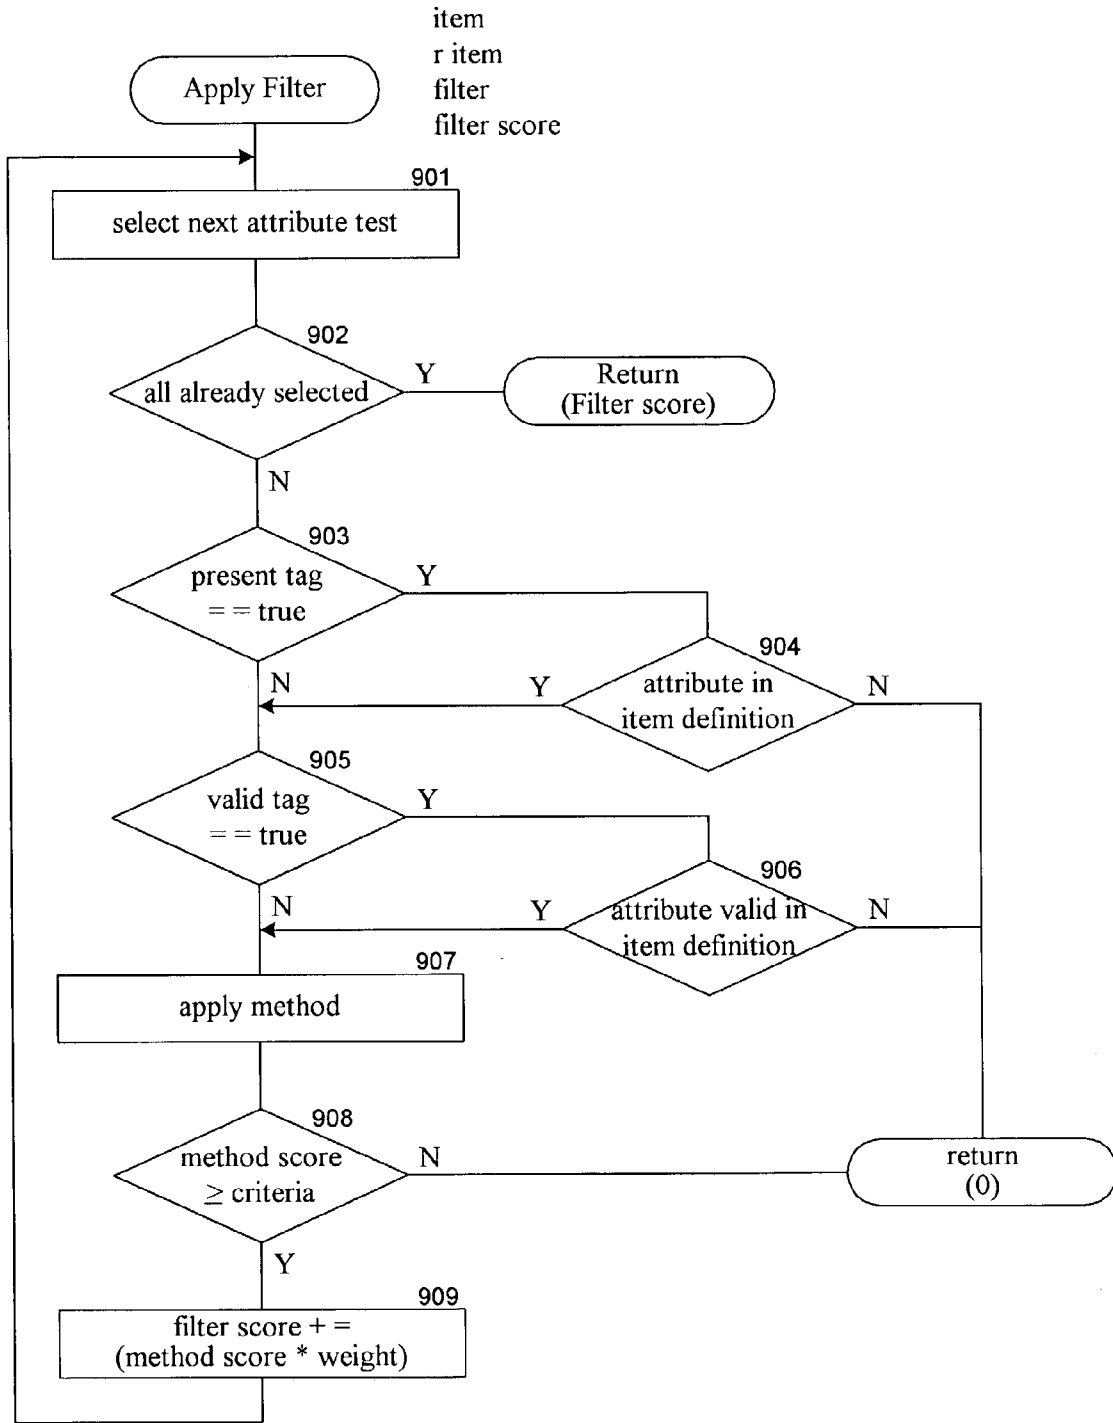 item
r item
filter
filter score
Apply Filter
901
select next attribute test
902
all already selected
Y
Return
(Filter score)
N
903
present tag
= = true
Y
904
attribute in
item definition
N
Y
N
905
valid tag
= = true
Y
906
attribute valid in
item definition
N
Y
N
907
apply method
908
method score
≥ criteria
N
return
(0)
Y
909
filter score + =
(method score * weight)